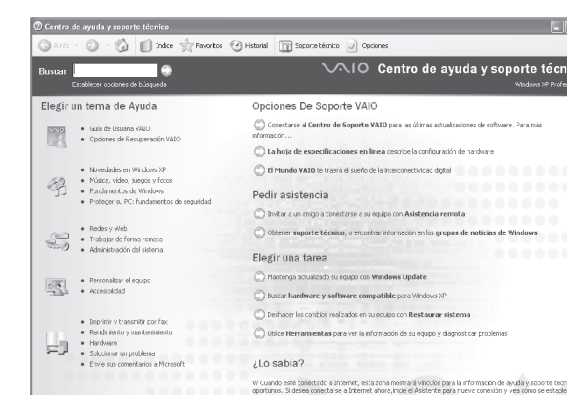 Centro de ayuda y soporte técnico
Atrás
Índice
Favoritos
Historial
Soporte técnico
Opciones
Buscar
Establecer opciones de búsqueda
VAIO Centro de ayuda y soporte técn
Windows XP Profes
Elegir un tema de Ayuda
Guía de Usuario VAIO
Opciones de Recuperación VAIO
Novedades en Windows XP
Música, vídeo, juegos y fotos
Fundamentos de Windows
Proteger su PC: fundamentos de seguridad
Redes y Web
Trabajar de forma remota
Administración del sistema
Personalizar el equipo
Accesibilidad
Imprimir y transmitir por fax
Rendimiento y mantenimiento
Hardware
Solucionar un problema
Envíe sus comentarios a Microsoft
Opciones De Soporte VAIO
Conectarse al Centro de Soporte VAIO para las últimas actualizaciones de software. Para más
información...
La hoja de especificaciones en línea describe la configuración de hardware
El Mundo VAIO te traerá el sueño de la interconectividad digital
Pedir asistencia
Invitar a un amigo a conectarse a su equipo con Asistencia remota
Obtener soporte técnico, o encontrar información en los grupos de noticias de Windows
Elegir una tarea
Mantenga actualizado su equipo con Windows Update
Buscar hardware y software compatible para Windows XP
Deshacer los cambios realizados en su equipo con Restaurar sistema
Utilice Herramientas para ver la información de su equipo y diagnosticar problemas
¿Lo sabía?
Cuando esté conectado a Internet, esta zona mostrará vínculos para la información de ayuda y soporte técn
oportunos. Si desea conectarse a Internet ahora, inicie el Asistente para nueva conexión y vea cómo se estable